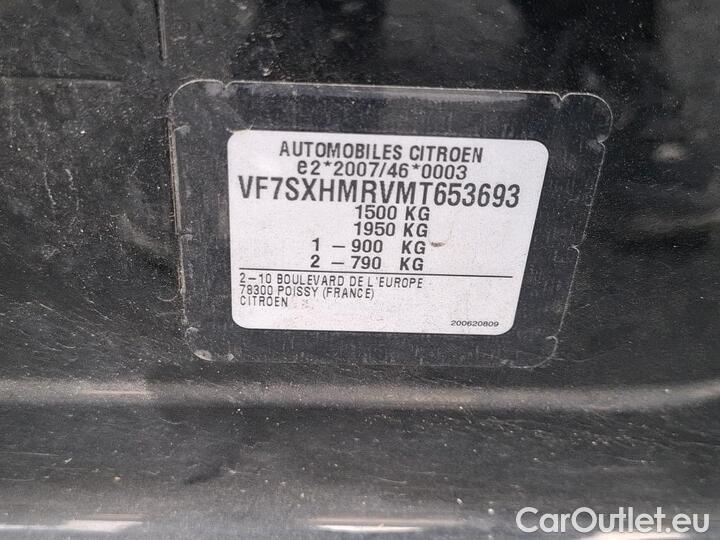 AUTOMOBILES CITROEN
e2*2007/46*0003
VF7SXHMRVMT653693
1500 KG
1950 KG
1 – 900 KG
2 – 790 KG
2–10 BOULEVARD DE L'EUROPE
78300 POISSY (FRANCE)
CITROEN
200620809
CarOutlet.eu